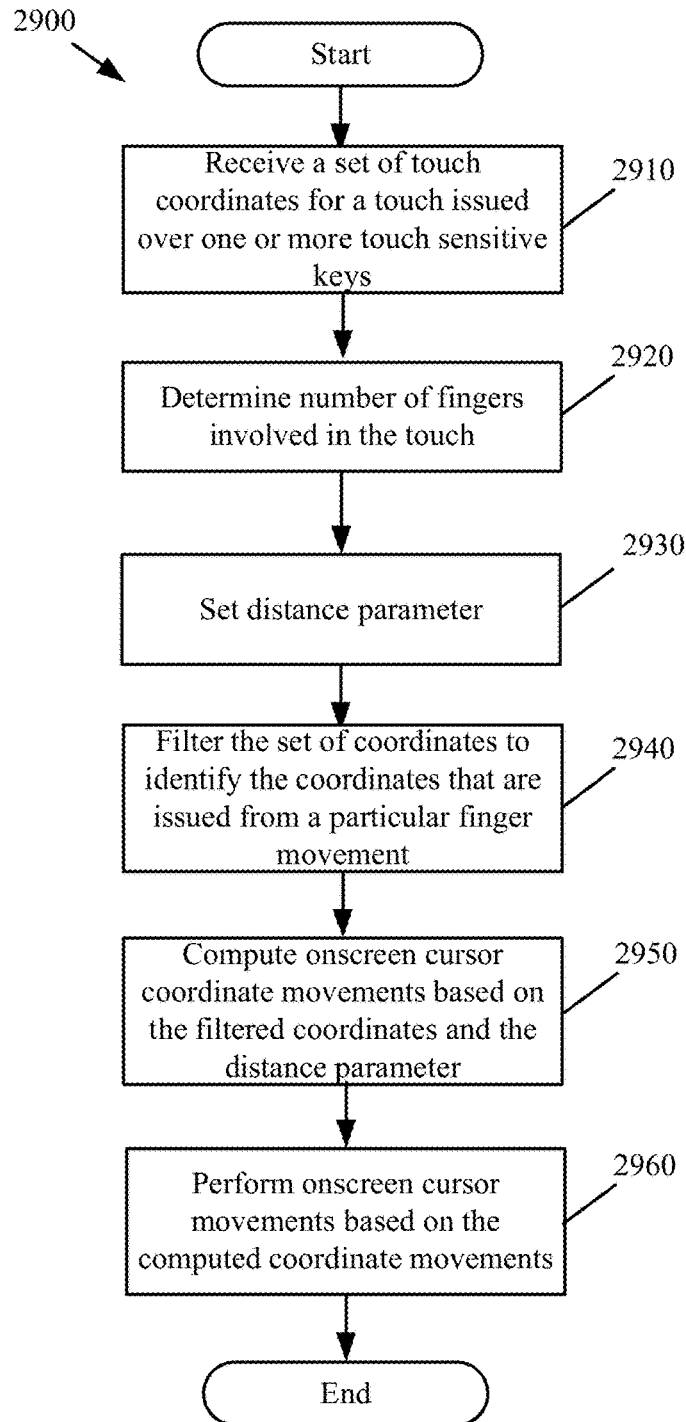 2900
Start
Receive a set of touch
coordinates for a touch issued
over one or more touch sensitive
keys
2910
Determine number of fingers
involved in the touch
2920
Set distance parameter
2930
Filter the set of coordinates to
identify the coordinates that are
issued from a particular finger
movement
2940
Compute onscreen cursor
coordinate movements based on
the filtered coordinates and the
distance parameter
2950
Perform onscreen cursor
movements based on the
computed coordinate movements
2960
End